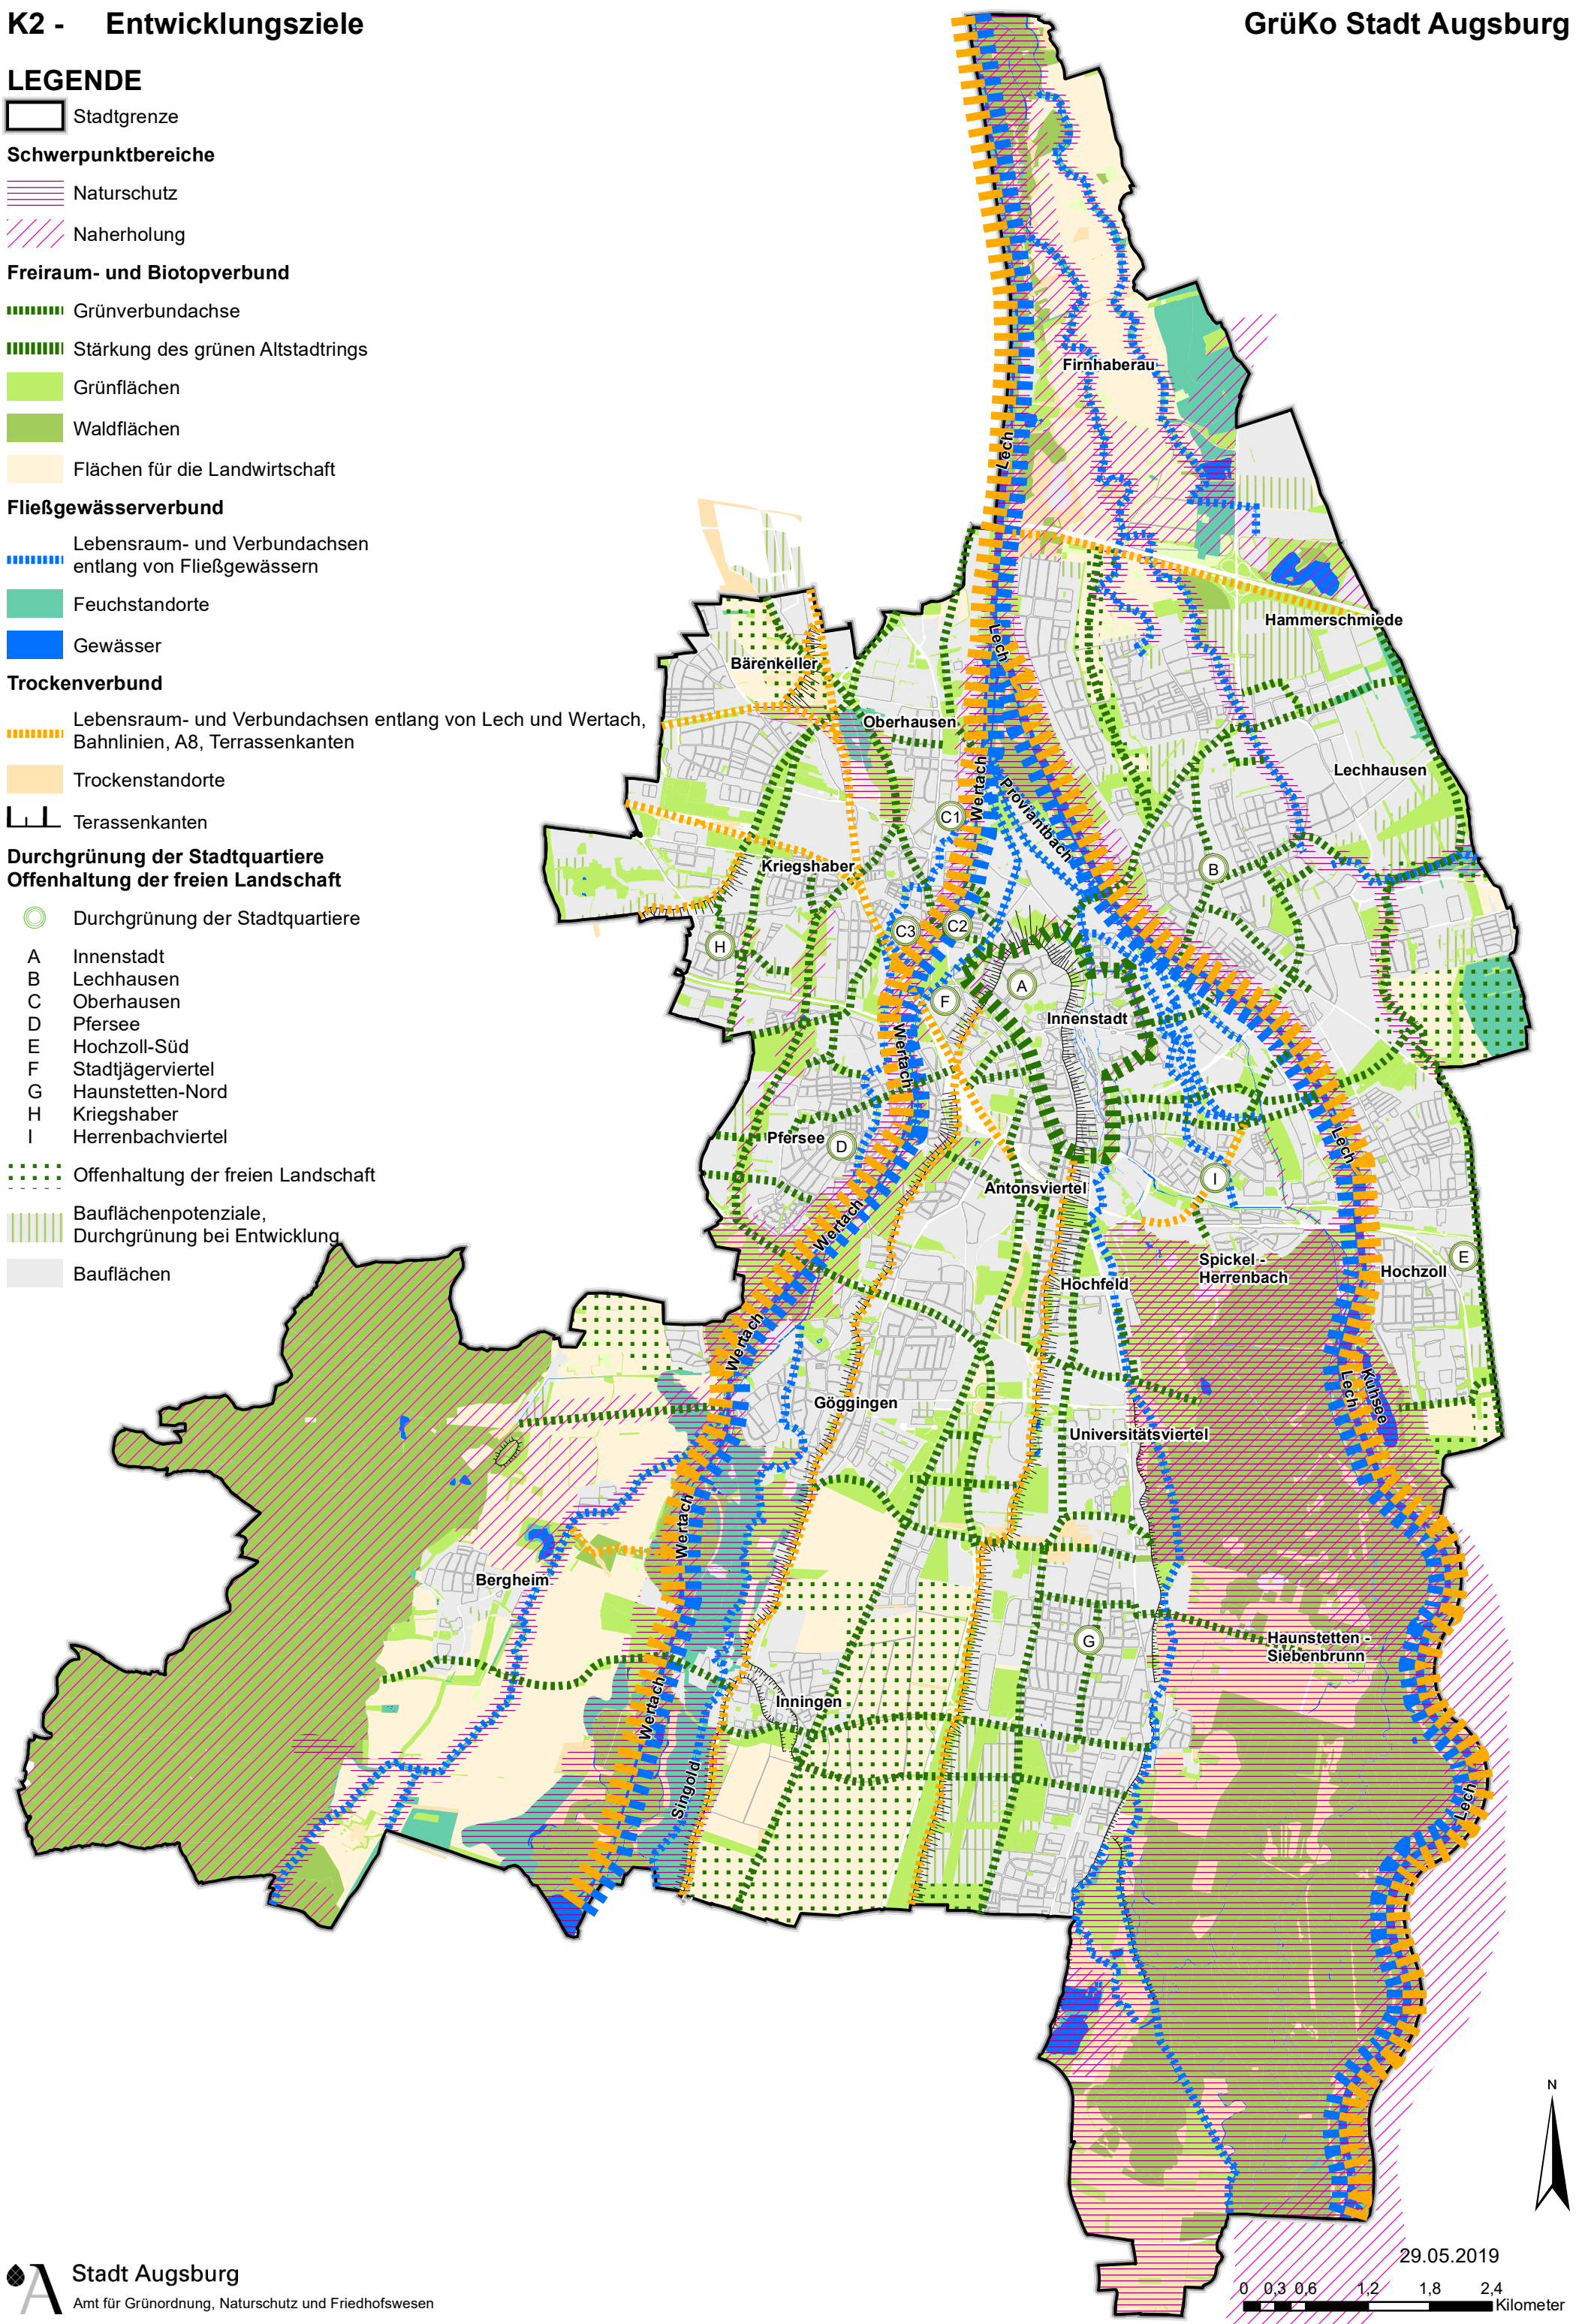 K2 - Entwicklungsziele
GrüKo Stadt Augsburg
LEGENDE
Stadtgrenze
Schwerpunktbereiche
Naturschutz
Naherholung
Freiraum- und Biotopverbund
Grünverbundachse
Stärkung des grünen Altstadtrings
Grünflächen
Waldflächen
Flächen für die Landwirtschaft
Fließgewässerverbund
Lebensraum- und Verbundachsen
entlang von Fließgewässern
Feuchstandorte
Gewässer
Trockenverbund
Lebensraum- und Verbundachsen entlang von Lech und Wertach,
Bahnlinien, A8, Terrassenkanten
Trockenstandorte
Terassenkanten
Durchgrünung der Stadtquartiere
Offenhaltung der freien Landschaft
Durchgrünung der Stadtquartiere
A Innenstadt
B Lechhausen
C Oberhausen
D Pfersee
E Hochzoll-Süd
F Stadtjägerviertel
G Haunstetten-Nord
H Kriegshaber
I Herrenbachviertel
Offenhaltung der freien Landschaft
Bauflächenpotenziale,
Durchgrünung bei Entwicklung
Bauflächen
Firnhaberau
Lech
Hammerschmiede
Lech
Bärenkeller
Oberhausen
Lechhausen
Wertach
Proviantbach
C1
Kriegshaber
B
C3
C2
H
A
F
Innenstadt
Wertach
Pfersee
D
Lech
Antonsviertel
I
Wertach
Spickel -
Herrenbach
Hochzoll
E
Hochfeld
Wertach
Lech
Kuhsee
Göggingen
Universitätsviertel
Wertach
Bergheim
G
Haunstetten -
Siebenbrunn
Inningen
Wertach
Singold
Lech
N
29.05.2019
0 0,3 0,6 1,2 1,8 2,4
Kilometer
Stadt Augsburg
Amt für Grünordnung, Naturschutz und Friedhofswesen